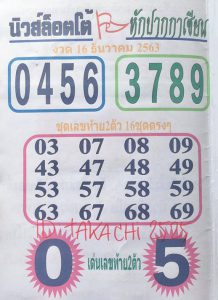 นิวส์ล็อตโต้ หักปากกาเซียน
งวด 16 ธันวาคม 2563
0456 3789
ชุดเลขท้าย2ตัว 16ชุดตรงๆ
03 07 08 09
43 47 48 49
53 57 58 59
63 67 68 69
TAKACHI
0 เด่นเลขท้าย2ตัว 5